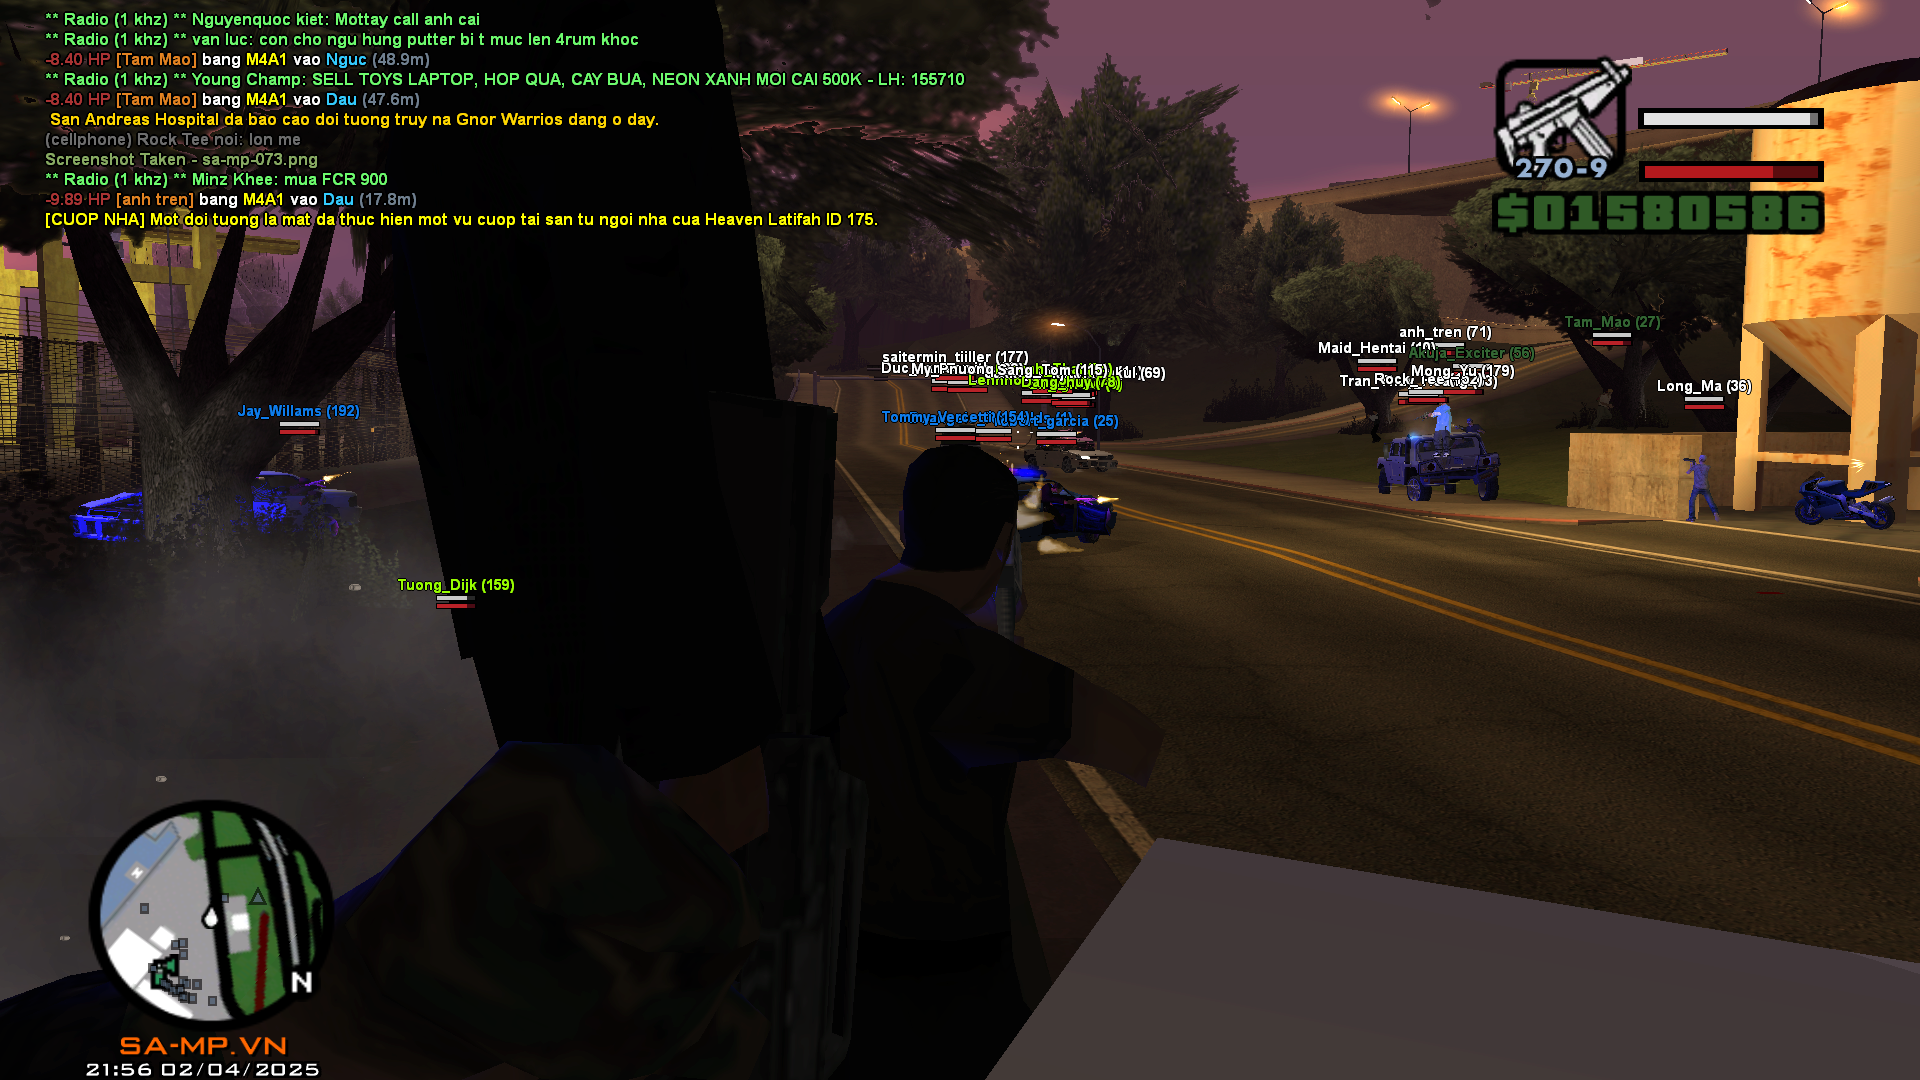 ** Radio (1 khz) ** Nguyenquoc kiet: Mottay call anh cai
** Radio (1 khz) ** van luc: con cho ngu hung putter bi t muc len 4rum khoc
-8.40 HP [Tam Mao] bang M4A1 vao Nguc (48.9m)
** Radio (1 khz) ** Young Champ: SELL TOYS LAPTOP, HOP QUA, CAY BUA, NEON XANH MOI CAI 500K - LH: 155710
-8.40 HP [Tam Mao] bang M4A1 vao Dau (47.6m)
San Andreas Hospital da bao cao doi tuong truy na Gnor Warrios dang o day.
(cellphone) Rock Tee noi: lon me
Screenshot Taken - sa-mp-073.png
** Radio (1 khz) ** Minz Khee: mua FCR 900
-9.89 HP [anh tren] bang M4A1 vao Dau (17.8m)
[CUOP NHA] Mot doi tuong la mat da thuc hien mot vu cuop tai san tu ngoi nha cua Heaven Latifah ID 175.
270-9
$01580586
Tam_Mao (27)
anh_tren (71)
Maid_Hentai
Akuja_Exciter (56)
saitermin_tiiller (177)
Sang_Tom (115)
(69)
Mong_Yu (179)
Dang_huy (78)
Long_Ma (36)
Jay_Willams (192)
garcia (25)
Tuong_Dijk (159)
N
SA-MP.VN
21:56 02/04/2025